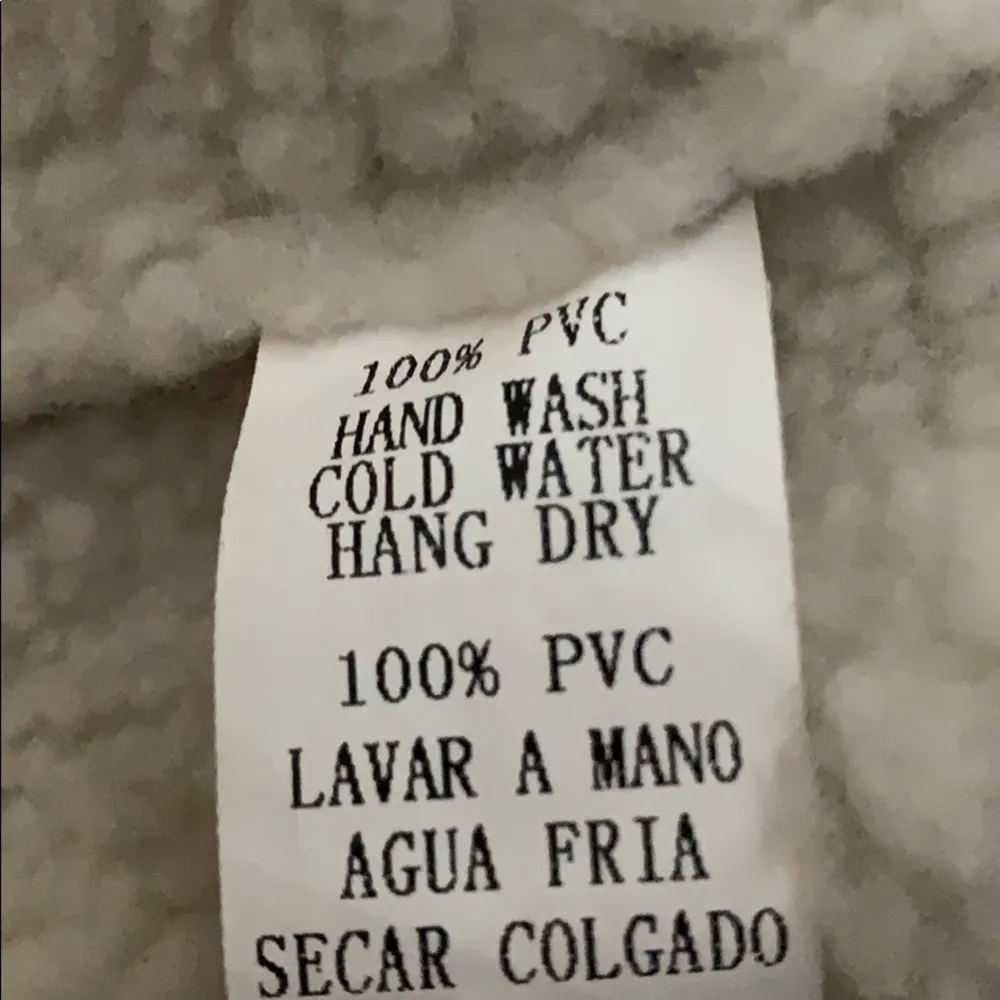 100% PVC
HAND WASH
COLD WATER
HANG DRY
100% PVC
LAVAR A MANO
AGUA FRIA
SECAR COLGADO